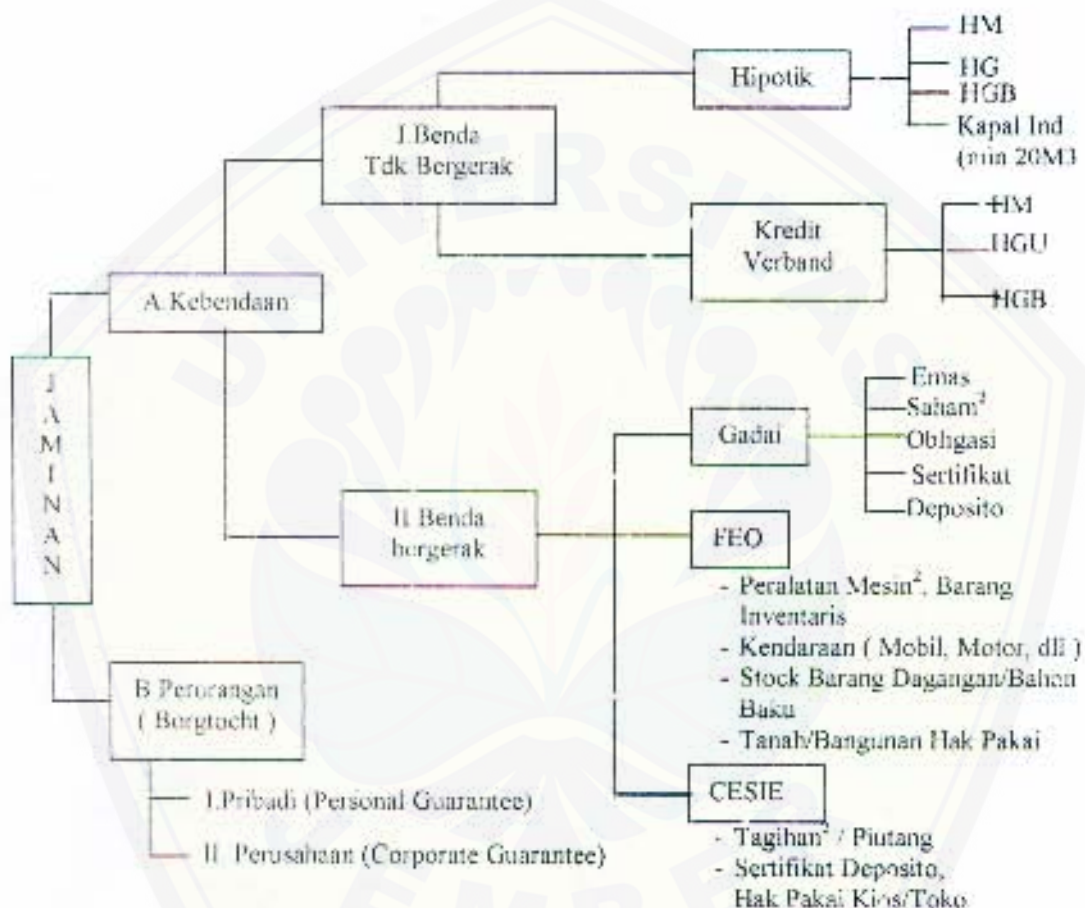 HM
HG
HGB
Kapal Ind
(min 20M3
Hipotik
I.Benda
Tdk Bergerak
Kredit
Verband
HM
HGU
HGB
A. Kebendaan
JAMINAN
Gadai
Emas
Saham²
Obligasi
Sertifikat
Deposito
II Benda
bergerak
FEO
- Peralatan Mesin², Barang
Inventaris
- Kendaraan ( Mobil, Motor, dll )
- Stock Barang Dagangan/Bahan
Baku
- Tanah/Bangunan Hak Pakai
B Perorangan
( Borgtocht )
I.Pribadi (Personal Guarantee)
II. Perusahaan (Corporate Guarantee)
CESIE
- Tagihan² / Piutang
- Sertifikat Deposito,
Hak Pakai Kios/Toko
UNIVERSITAS
JEMBER